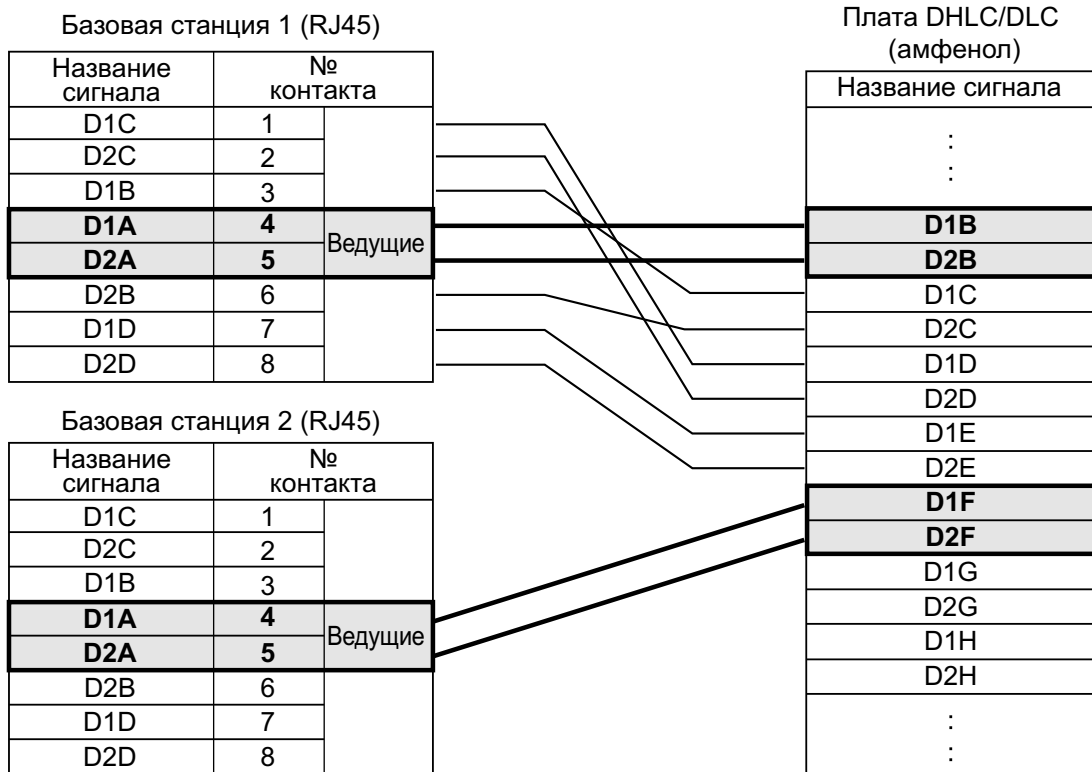 Базовая станция 1 (RJ45)
Название сигнала № контакта
D1C 1
D2C 2
D1B 3
D1A 4 Ведущие
D2A 5
D2B 6
D1D 7
D2D 8
Базовая станция 2 (RJ45)
Название сигнала № контакта
D1C 1
D2C 2
D1B 3
D1A 4 Ведущие
D2A 5
D2B 6
D1D 7
D2D 8
Плата DHLC/DLC
(амфенол)
Название сигнала
:
:
D1B
D2B
D1C
D2C
D1D
D2D
D1E
D2E
D1F
D2F
D1G
D2G
D1H
D2H
:
: